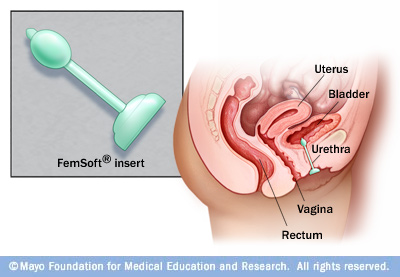 Uterus
Bladder
FemSoft® insert
Urethra
Vagina
Rectum
© Mayo Foundation for Medical Education and Research. All rights reserved.